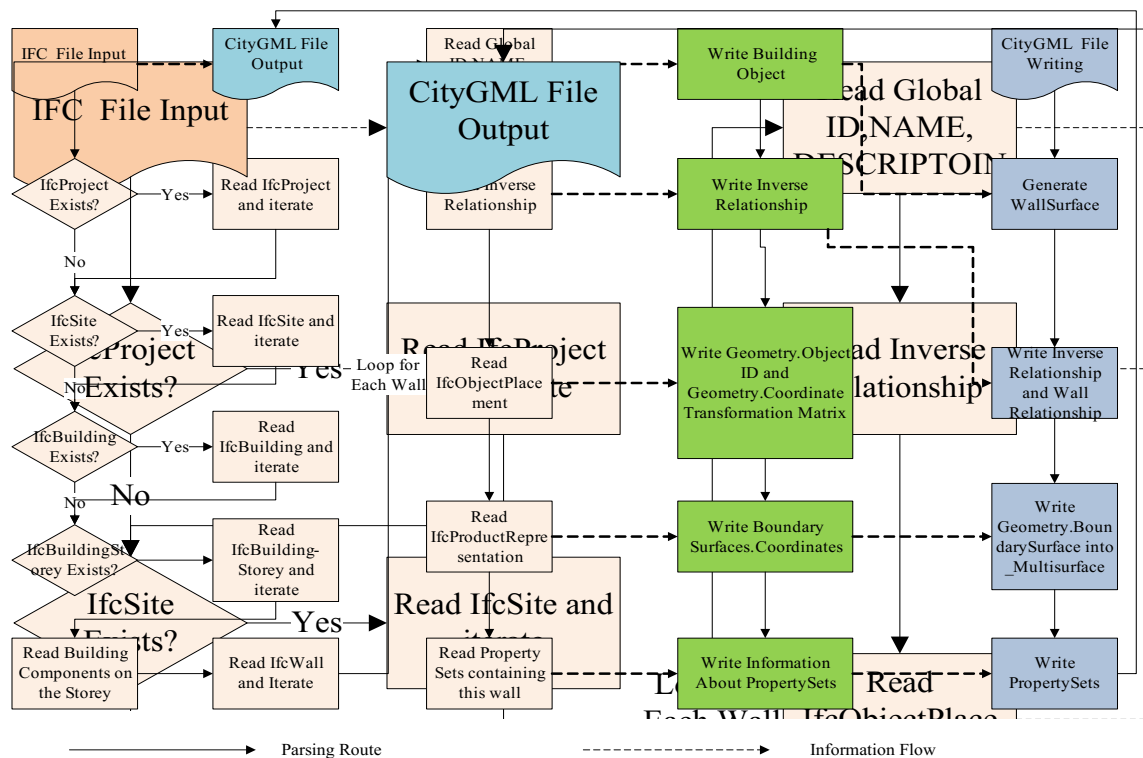 IFC File Input
CityGML File
Output
Read Global
ID,NAME,
Write Building
Object
CityGML File
Writing
IFC File Input
CityGML File
Output
ead Global
ID,NAME,
DESCRIPTOIN
IfcProject
Exists?
Yes
Read IfcProject
and iterate
Inverse
Relationship
Write Inverse
Relationship
Generate
WallSurface
No
IfcSite
Exists?
Yes
Read IfcSite and
iterate
eProject
Exists?
Yes
Loop for
Each Wall
Read IfcProject
te
Read
IfcObjectPlace
ment
Write Geometry.Object
ID and
Geometry.Coordinate
Transformation Matrix
ad Inverse
lationship
Write Inverse
Relationship
and Wall
Relationship
No
IfcBuilding
Exists?
Yes
Read
IfcBuilding and
iterate
No
No
IfcBuildingSt
orey Exists?
Read
IfcBuilding-
Storey and
iterate
Read
IfcProductRepre
sentation
Write Boundary
Surfaces.Coordinates
Write
Geometry.Boun
darySurface into
_Multisurface
IfcSite
Exists?
Yes
Read IfcSite and
iterate
Read Building
Components on
the Storey
Read IfcWall
and Iterate
Read Property
Sets containing
this wall
Write Information
About PropertySets
Write
PropertySets
Each Wall
Read
IfcObjectPlace
Parsing Route
Information Flow